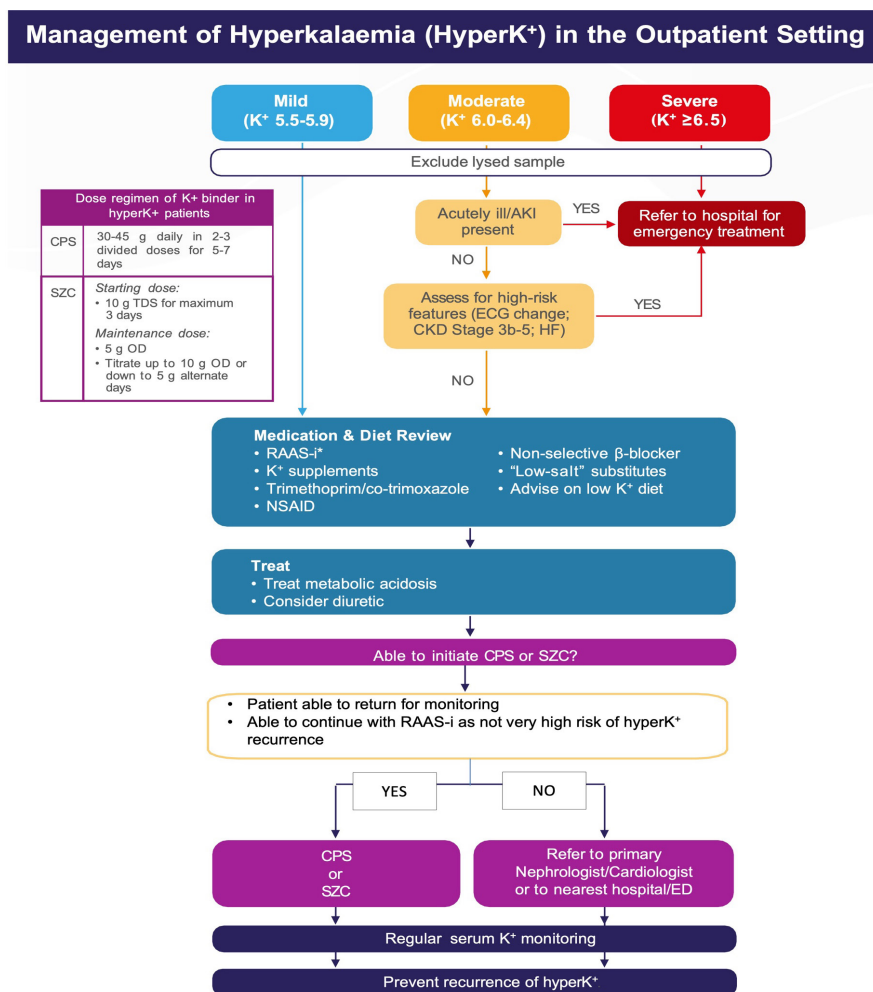 Management of Hyperkalaemia (HyperK⁺) in the Outpatient Setting
Mild
(K⁺ 5.5-5.9)
Moderate
(K⁺ 6.0-6.4)
Severe
(K⁺ ≥6.5)
Exclude lysed sample
Dose regimen of K+ binder in
hyperK+ patients
CPS
30-45 g daily in 2-3
divided doses for 5-7
days
SZC
Starting dose:
• 10 g TDS for maximum
3 days
Maintenance dose:
• 5 g OD
• Titrate up to 10 g OD or
down to 5 g alternate
days
Acutely ill/AKI
present
YES
Refer to hospital for
emergency treatment
NO
Assess for high-risk
features (ECG change;
CKD Stage 3b-5; HF)
YES
NO
Medication & Diet Review
• RAAS-i*
• K⁺ supplements
• Trimethoprim/co-trimoxazole
• NSAID
• Non-selective β-blocker
• “Low-salt” substitutes
• Advise on low K⁺ diet
Treat
• Treat metabolic acidosis
• Consider diuretic
Able to initiate CPS or SZC?
• Patient able to return for monitoring
• Able to continue with RAAS-i as not very high risk of hyperK⁺
recurrence
YES
NO
CPS
or
SZC
Refer to primary
Nephrologist/Cardiologist
or to nearest hospital/ED
Regular serum K⁺ monitoring
Prevent recurrence of hyperK⁺